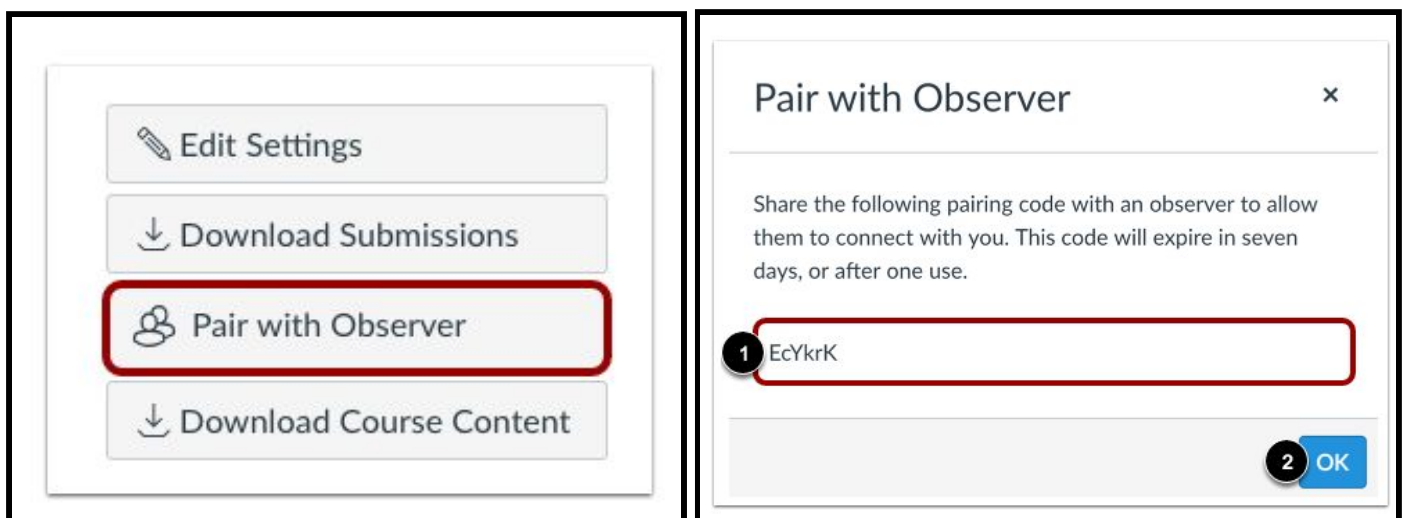 Edit Settings
Download Submissions
Pair with Observer
Download Course Content
Pair with Observer ×
Share the following pairing code with an observer to allow
them to connect with you. This code will expire in seven
days, or after one use.
1 EcYkrK
2 OK